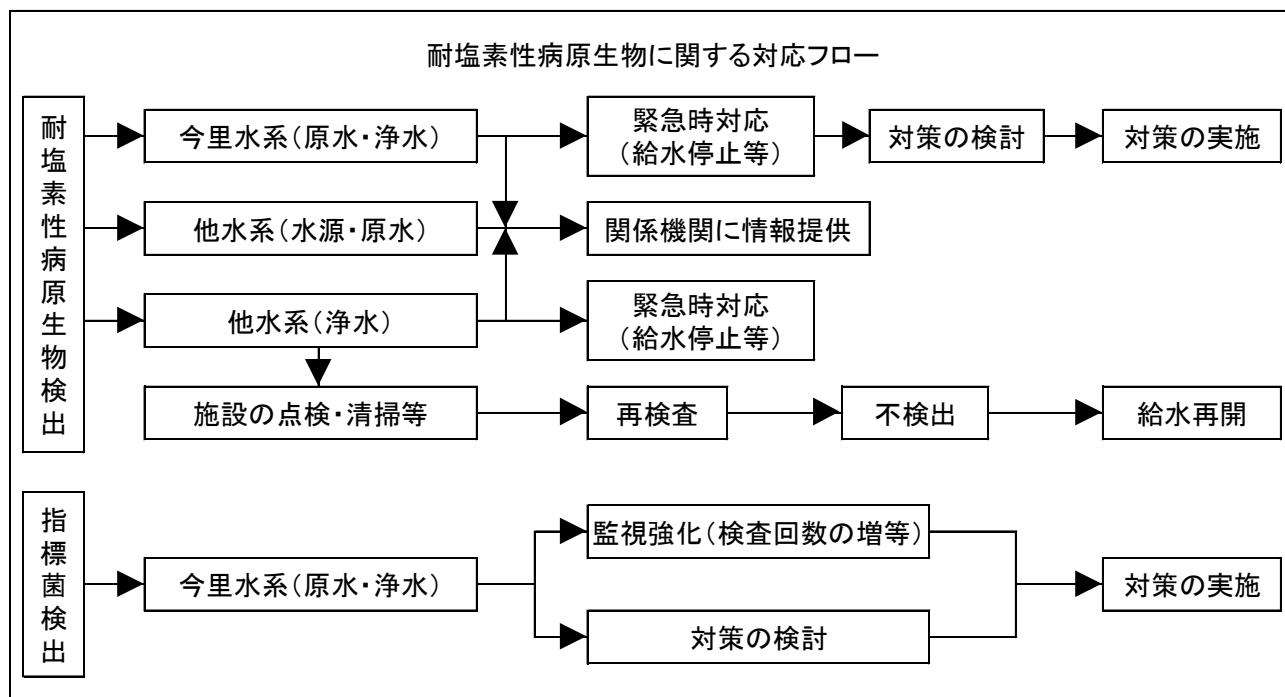 耐塩素性病原生物に関する対応フロー
耐塩素性病原生物検出
今里水系(原水・浄水)
緊急時対応
(給水停止等)
対策の検討
対策の実施
他水系(水源・原水)
関係機関に情報提供
他水系(浄水)
緊急時対応
(給水停止等)
施設の点検・清掃等
再検査
不検出
給水再開
指標菌検出
今里水系(原水・浄水)
監視強化(検査回数の増等)
対策の検討
対策の実施